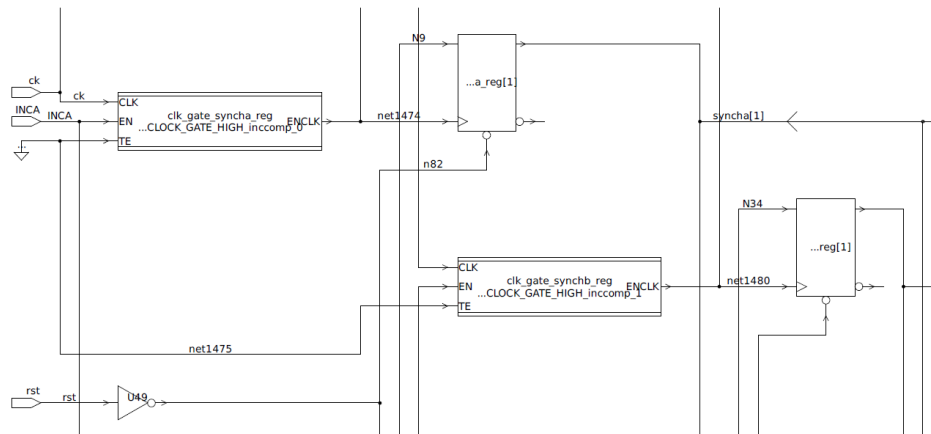 N9
ck
ck
CLK
clk_gate_syncha_reg
...a_reg[1]
INCA
INCA
EN
...CLOCK_GATE_HIGH_inccomp_0
ENCLK
net1474
syncha[1]
...
TE
n82
N34
...reg[1]
CLK
clk_gate_synchb_reg
EN
...CLOCK_GATE_HIGH_inccomp_1
ENCLK
net1480
TE
net1475
rst
rst
U49